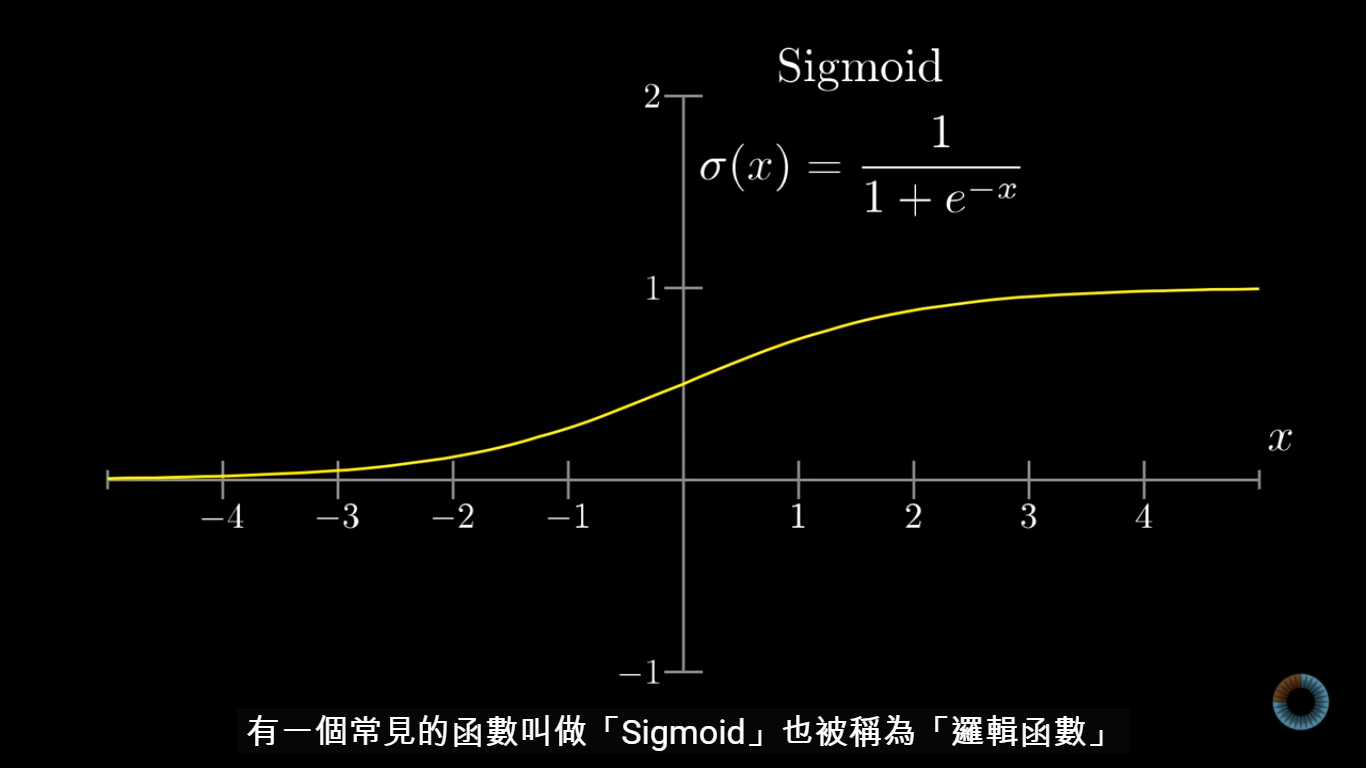 Sigmoid
2
σ(x) = 1 / (1 + e^{−x})
1
x
−4 −3 −2 −1 1 2 3 4
−1
有一個常見的函數叫做「Sigmoid」也被稱為「邏輯函數」